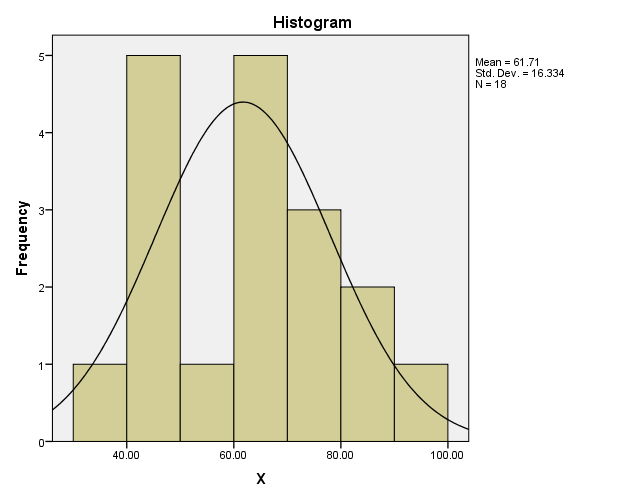 Histogram
Mean = 61.71
Std. Dev. = 16.334
N = 18
Frequency
5
4
3
2
1
0
40.00 60.00 80.00 100.00
X